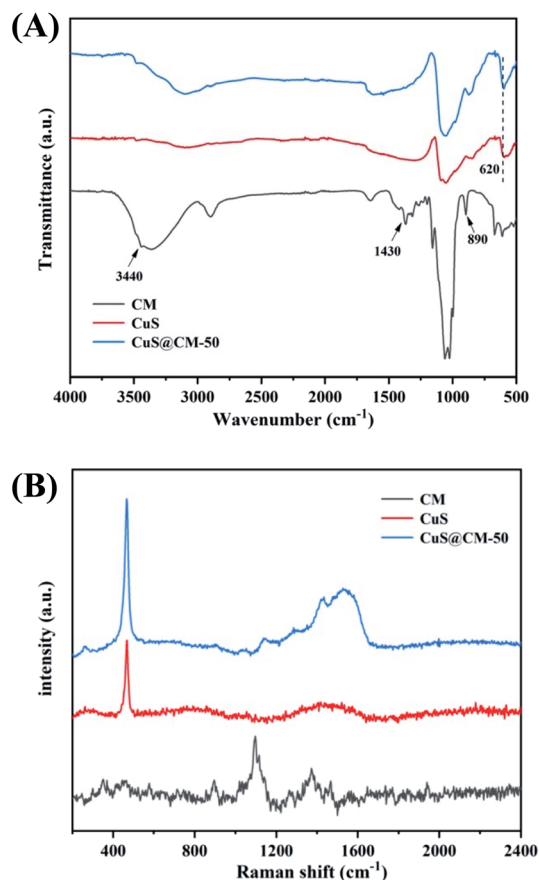 (A)
Transmittance (a.u.)
620
3440
1430
890
CM
CuS
CuS@CM-50
4000 3500 3000 2500 2000 1500 1000 500
Wavenumber (cm⁻¹)
(B)
CM
CuS
CuS@CM-50
intensity (a.u.)
400 800 1200 1600 2000 2400
Raman shift (cm⁻¹)